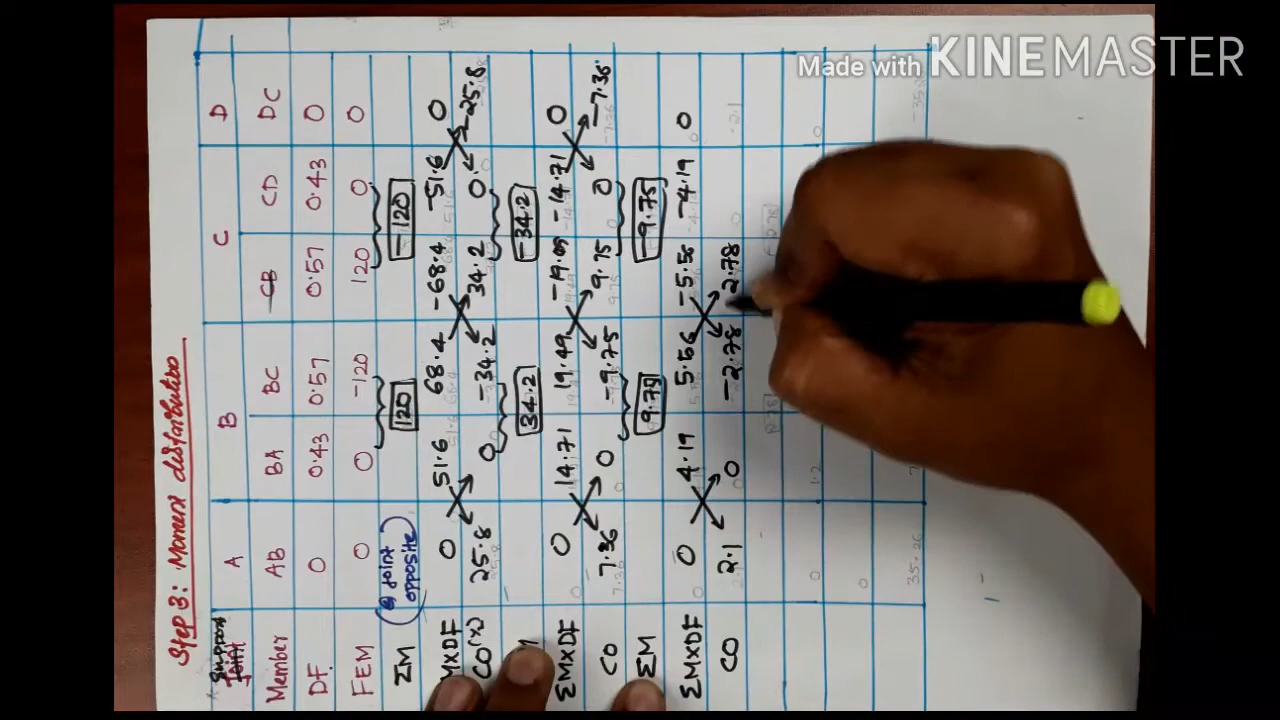 Made with KINEMASTER
Step 3: Moment distribution
Support Joint A B C D
Member AB BA BC CB CD DC
DF 0 0.43 0.57 0.57 0.43 0
FEM 0 0 -120 120 0 0
ΣM (@ Joint opposite) 120 -120
MXDF 0 51.6 68.4 -68.4 -51.6 0
CO(½) 25.8 0 -34.2 34.2 0 -25.8
M 34.2 -34.2
ΣMXDF 0 14.71 19.49 -19.49 -14.71 0
CO 7.36 0 -9.75 9.75 0 -7.36
ΣM 9.75 -9.75
ΣMXDF 0 4.19 5.56 -5.56 -4.19 0
CO 2.1 0 -2.78 2.78